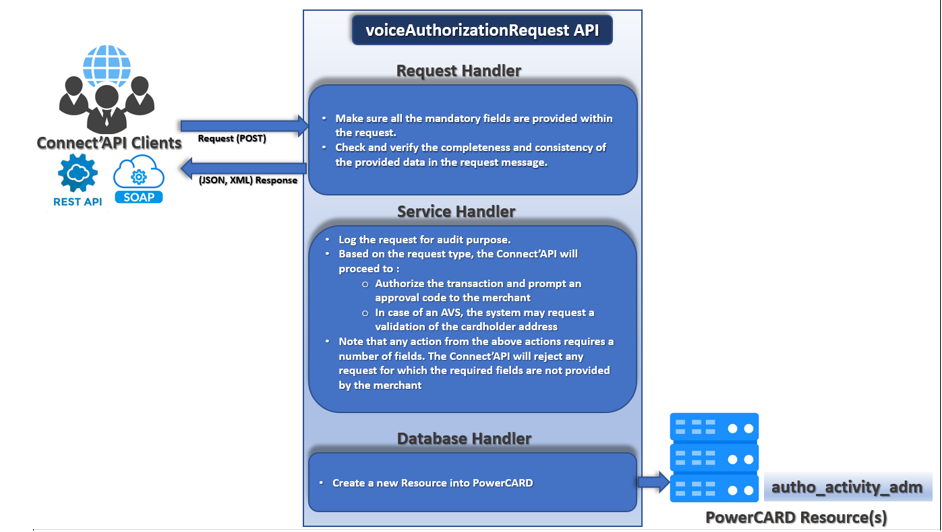 voiceAuthorizationRequest API
Request Handler
• Make sure all the mandatory fields are provided within
the request.
• Check and verify the completeness and consistency of
the provided data in the request message.
Connect'API Clients
Request (POST)
(JSON, XML) Response
REST API
SOAP
Service Handler
• Log the request for audit purpose.
• Based on the request type, the Connect'API will
proceed to :
o Authorize the transaction and prompt an
approval code to the merchant
o In case of an AVS, the system may request a
validation of the cardholder address
• Note that any action from the above actions requires a
number of fields. The Connect'API will reject any
request for which the required fields are not provided
by the merchant
Database Handler
• Create a new Resource into PowerCARD
autho_activity_adm
PowerCARD Resource(s)